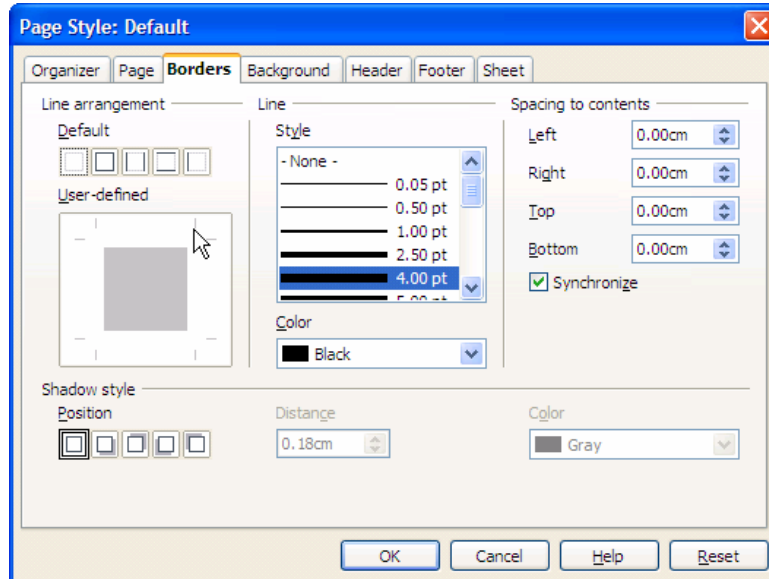 Page Style: Default
Organizer Page Borders Background Header Footer Sheet
Line arrangement
Default
User-defined
Line
Style
- None -
0.05 pt
0.50 pt
1.00 pt
2.50 pt
4.00 pt
5.00 pt
Color
Black
Spacing to contents
Left 0.00cm
Right 0.00cm
Top 0.00cm
Bottom 0.00cm
Synchronize
Shadow style
Position
Distance
0.18cm
Color
Gray
OK Cancel Help Reset